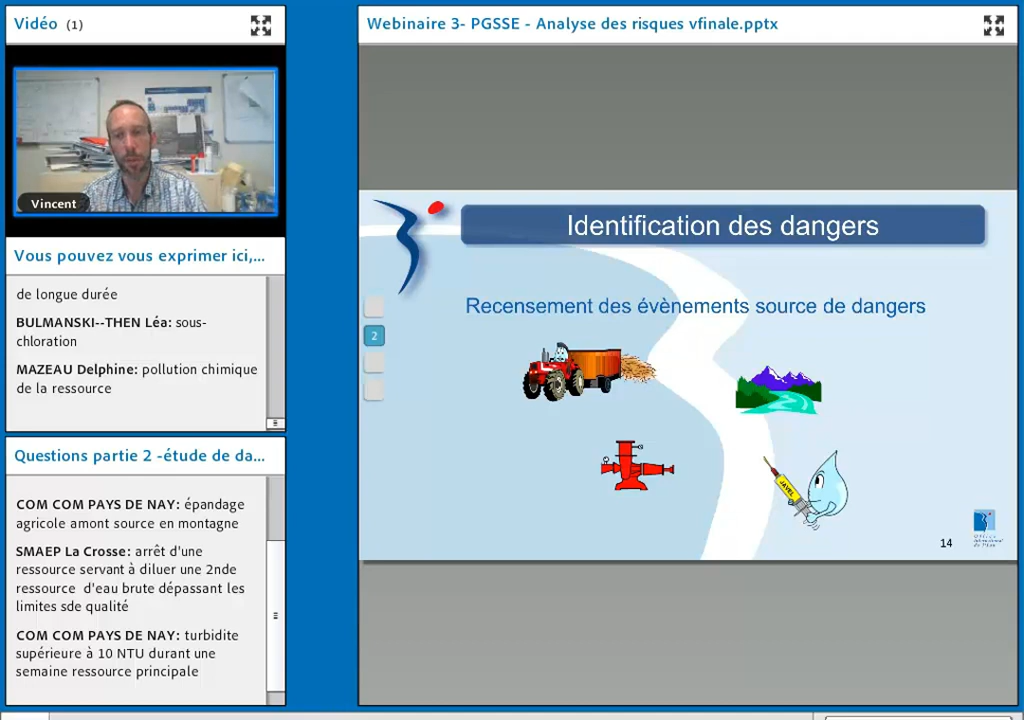 Vidéo (1)
Vincent
Vous pouvez vous exprimer ici,...
de longue durée
BULMANSKI--THEN Léa: sous-
chloration
MAZEAU Delphine: pollution chimique
de la ressource
Questions partie 2 -étude de da...
COM COM PAYS DE NAY: épandage
agricole amont source en montagne
SMAEP La Crosse: arrêt d'une
ressource servant à diluer une 2nde
ressource d'eau brute dépassant les
limites sde qualité
COM COM PAYS DE NAY: turbidite
supérieure à 10 NTU durant une
semaine ressource principale
Webinaire 3- PGSSE - Analyse des risques vfinale.pptx
Identification des dangers
Recensement des évènements source de dangers
2
JAVEL
14